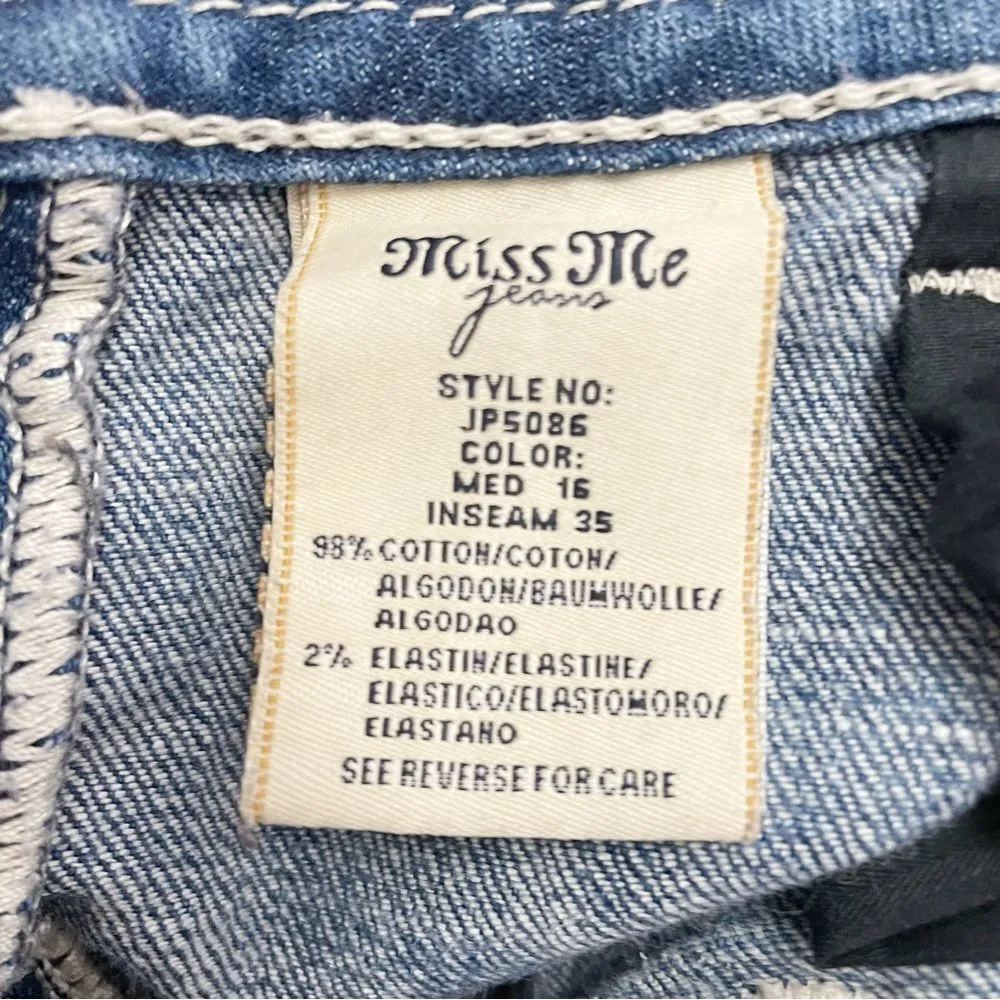 Miss Me
jeans
STYLE NO:
JP5086
COLOR:
MED 16
INSEAM 35
98% COTTON/COTON/
ALGODON/BAUMWOLLE/
ALGODAO
2% ELASTIN/ELASTINE/
ELASTICO/ELASTOMORO/
ELASTANO
SEE REVERSE FOR CARE